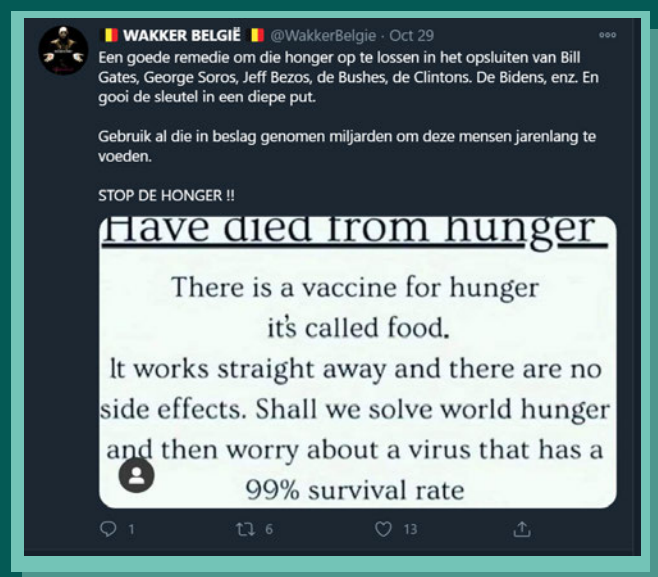 WAKKER BELGIË @WakkerBelgie · Oct 29
Een goede remedie om die honger op te lossen in het opsluiten van Bill
Gates, George Soros, Jeff Bezos, de Bushes, de Clintons. De Bidens, enz. En
gooi de sleutel in een diepe put.
Gebruik al die in beslag genomen miljarden om deze mensen jarenlang te
voeden.
STOP DE HONGER !!
Have died from hunger
There is a vaccine for hunger
it's called food.
It works straight away and there are no
side effects. Shall we solve world hunger
and then worry about a virus that has a
99% survival rate
1 6 13